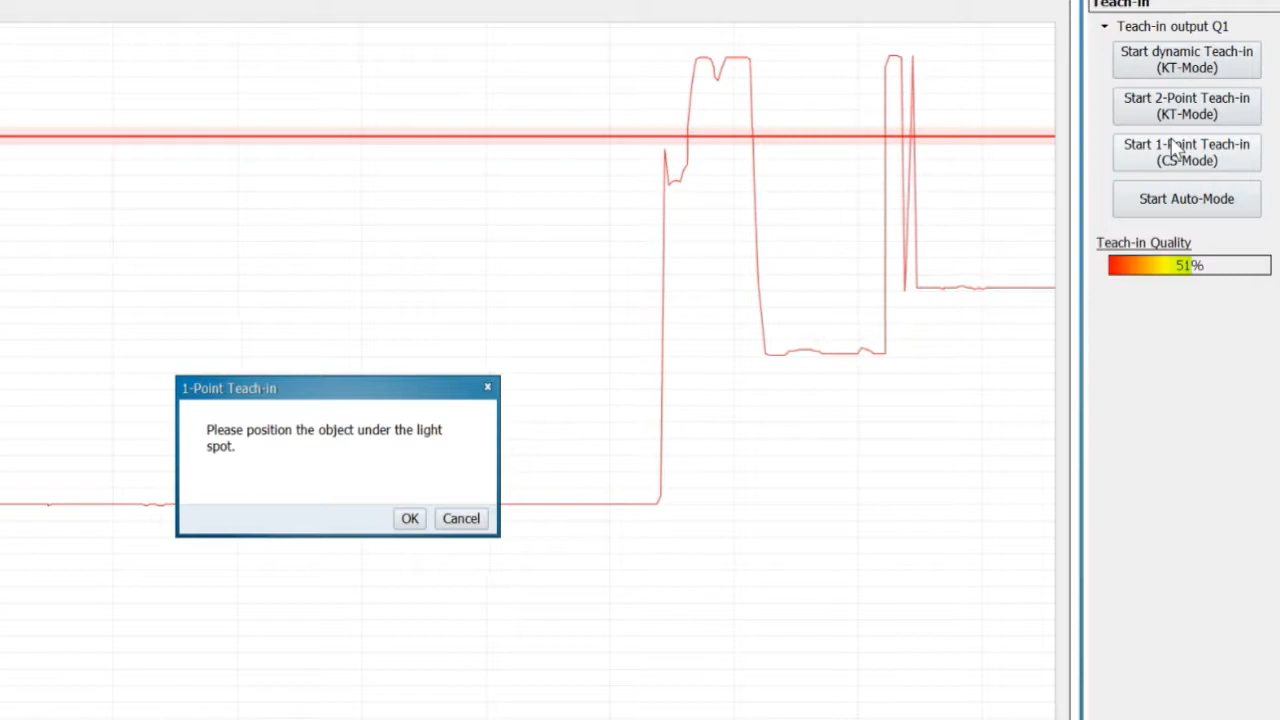 Teach-in
Teach-in output Q1
Start dynamic Teach-in
(KT-Mode)
Start 2-Point Teach-in
(KT-Mode)
Start 1-Point Teach-in
(CS-Mode)
Start Auto-Mode
Teach-in Quality
51%
1-Point Teach-in
x
Please position the object under the light
spot.
OK
Cancel